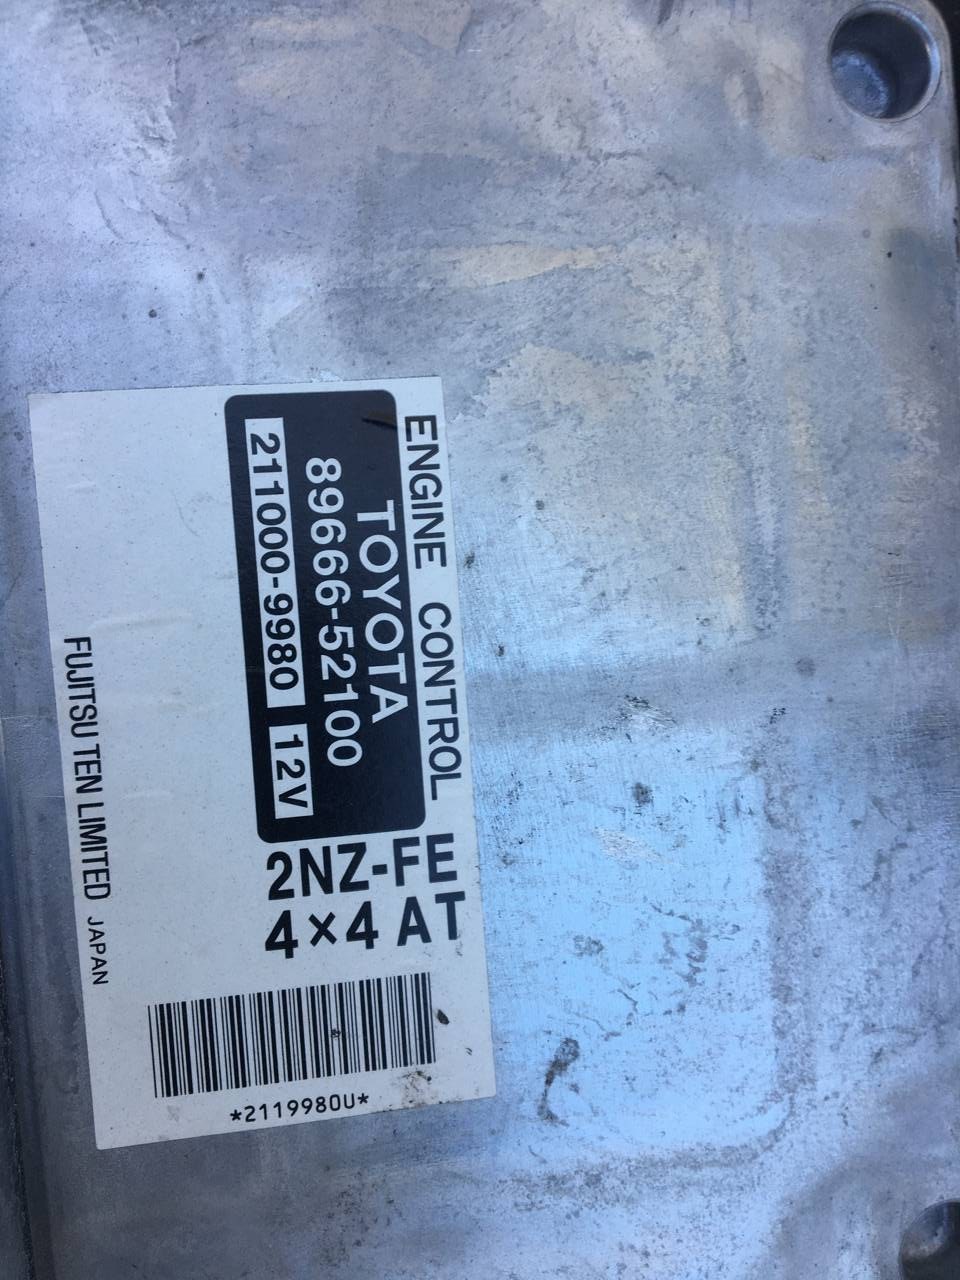 ENGINE CONTROL
TOYOTA
89666-52100
211000-9980 12V
2NZ-FE
4×4 AT
*2119980U*
FUJITSU TEN LIMITED JAPAN